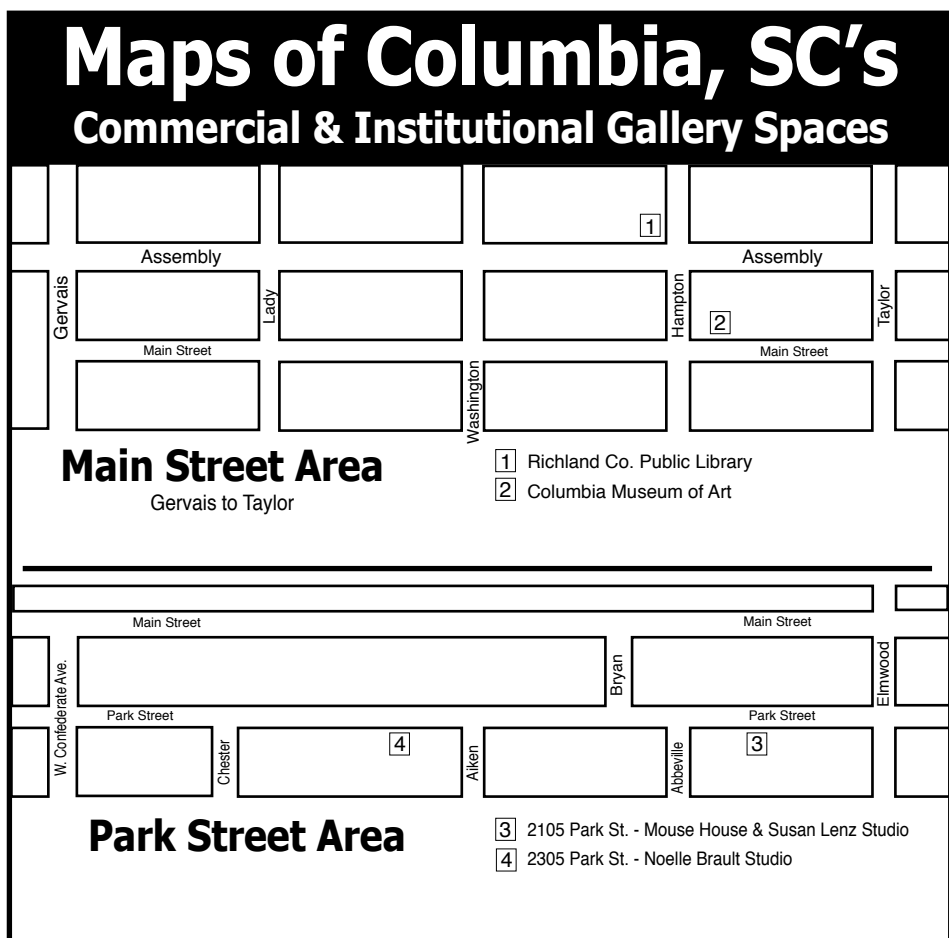 Maps of Columbia, SC's
Commercial & Institutional Gallery Spaces
1
Assembly
Assembly
Gervais
Lady
Hampton
Taylor
2
Main Street
Main Street
Washington
Main Street Area
Gervais to Taylor
1 Richland Co. Public Library
2 Columbia Museum of Art
Main Street
Main Street
W. Confederate Ave.
Bryan
Elmwood
Park Street
Park Street
Chester
4
Aiken
Abbeville
3
Park Street Area
3 2105 Park St. - Mouse House & Susan Lenz Studio
4 2305 Park St. - Noelle Brault Studio